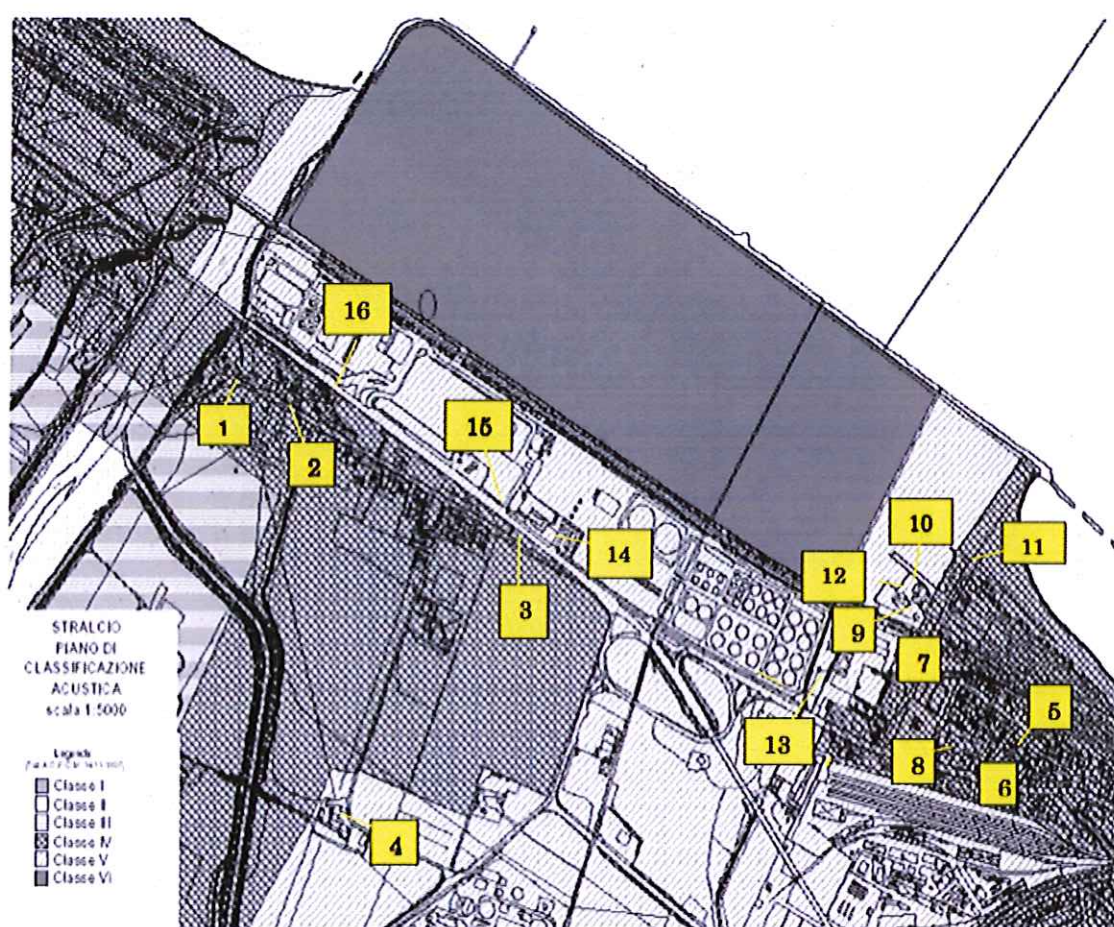 16
1
2
15
14
3
10
11
12
9
7
5
13
8
6
4
STRALCIO
PIANO DI
CLASSIFICAZIONE
ACUSTICA
scala 1:5000
Legenda
Classe I
Classe II
Classe III
Classe IV
Classe V
Classe VI